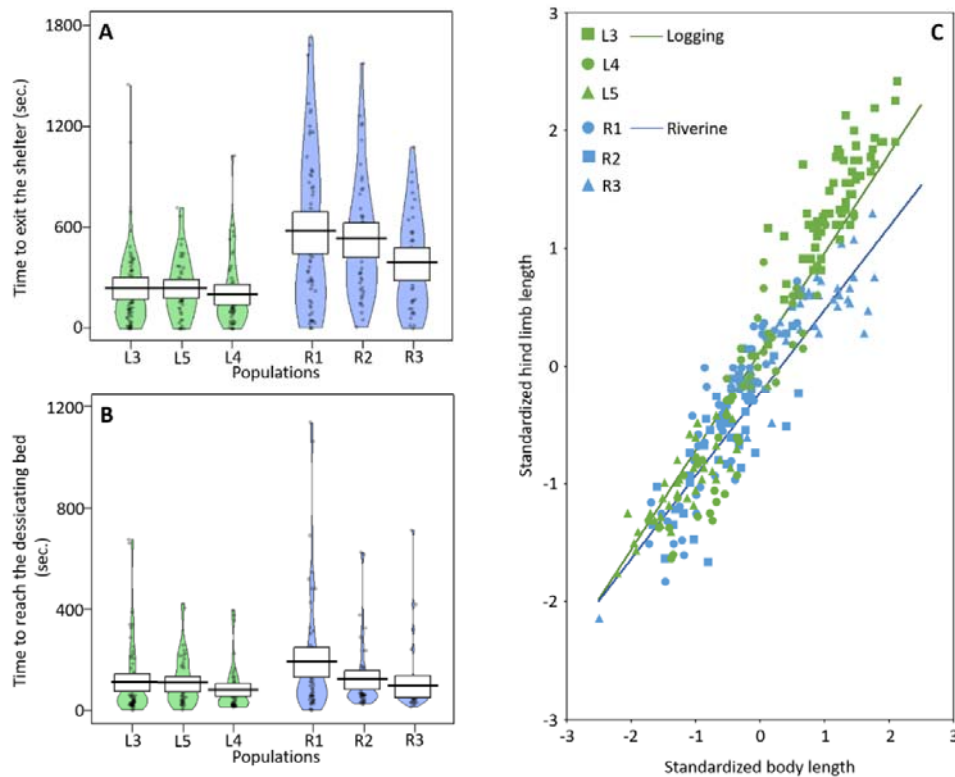 A
Time to exit the shelter (sec.)
1800
1200
600
0
L3 L5 L4 R1 R2 R3
Populations
B
Time to reach the dessicating bed
(sec.)
1200
800
400
0
L3 L5 L4 R1 R2 R3
Populations
C
L3 Logging
L4
L5
R1 Riverine
R2
R3
Standardized hind limb length
3
2
1
0
-1
-2
-3
-3 -2 -1 0 1 2 3
Standardized body length